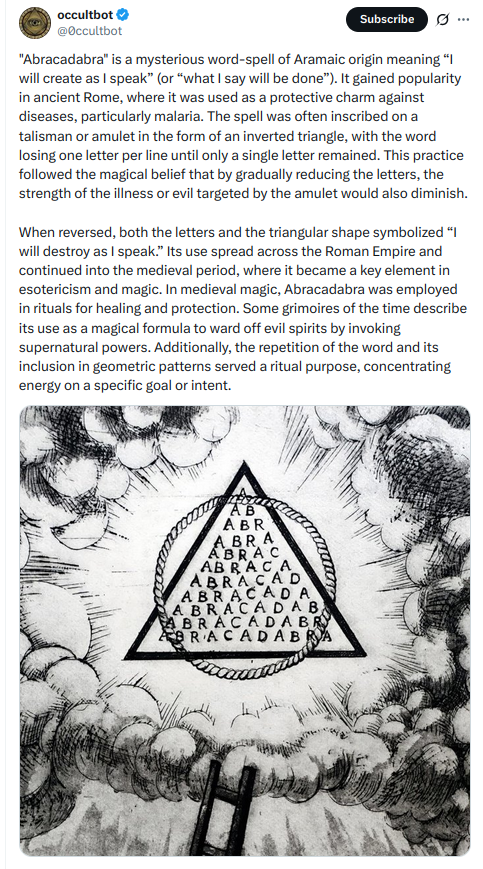 occultbot
Subscribe
@0ccultbot
"Abracadabra" is a mysterious word-spell of Aramaic origin meaning “I
will create as I speak” (or “what I say will be done”). It gained popularity
in ancient Rome, where it was used as a protective charm against
diseases, particularly malaria. The spell was often inscribed on a
talisman or amulet in the form of an inverted triangle, with the word
losing one letter per line until only a single letter remained. This practice
followed the magical belief that by gradually reducing the letters, the
strength of the illness or evil targeted by the amulet would also diminish.
When reversed, both the letters and the triangular shape symbolized “I
will destroy as I speak.” Its use spread across the Roman Empire and
continued into the medieval period, where it became a key element in
esotericism and magic. In medieval magic, Abracadabra was employed
in rituals for healing and protection. Some grimoires of the time describe
its use as a magical formula to ward off evil spirits by invoking
supernatural powers. Additionally, the repetition of the word and its
inclusion in geometric patterns served a ritual purpose, concentrating
energy on a specific goal or intent.
A
AB
ABR
ABRA
ABRAC
ABRACA
ABRACAD
ABRACADA
ABRACADAB
ABRACADABR
ABRACADABRA